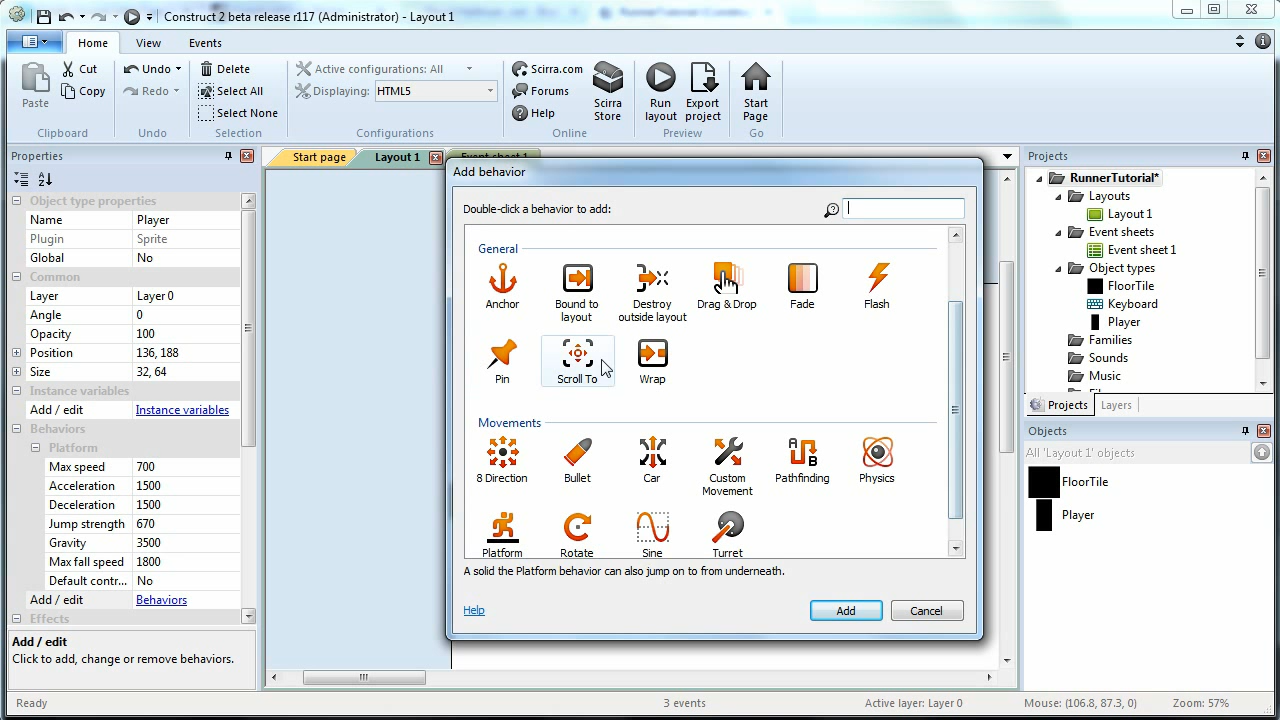 Construct 2 beta release r117 (Administrator) - Layout 1
Home View Events
Paste
Cut
Copy
Clipboard
Undo
Redo
Undo
Delete
Select All
Select None
Selection
Active configurations: All
Displaying: HTML5
Configurations
Scirra.com
Forums
Help
Scirra Store
Online
Run layout
Export project
Preview
Start Page
Go
Properties
Object type properties
Name Player
Plugin Sprite
Global No
Common
Layer Layer 0
Angle 0
Opacity 100
Position 136, 188
Size 32, 64
Instance variables
Add / edit Instance variables
Behaviors
Platform
Max speed 700
Acceleration 1500
Deceleration 1500
Jump strength 670
Gravity 3500
Max fall speed 1800
Default contr... No
Add / edit Behaviors
Effects
Add / edit
Click to add, change or remove behaviors.
Start page Layout 1 Event sheet 1
Add behavior
Double-click a behavior to add:
General
Anchor
Bound to layout
Destroy outside layout
Drag & Drop
Fade
Flash
Pin
Scroll To
Wrap
Movements
8 Direction
Bullet
Car
Custom Movement
Pathfinding
Physics
Platform
Rotate
Sine
Turret
A solid the Platform behavior can also jump on to from underneath.
Help
Add
Cancel
Projects
RunnerTutorial*
Layouts
Layout 1
Event sheets
Event sheet 1
Object types
FloorTile
Keyboard
Player
Families
Sounds
Music
Projects Layers
Objects
All 'Layout 1' objects
FloorTile
Player
Ready
3 events
Active layer: Layer 0
Mouse: (106.8, 87.3, 0)
Zoom: 57%